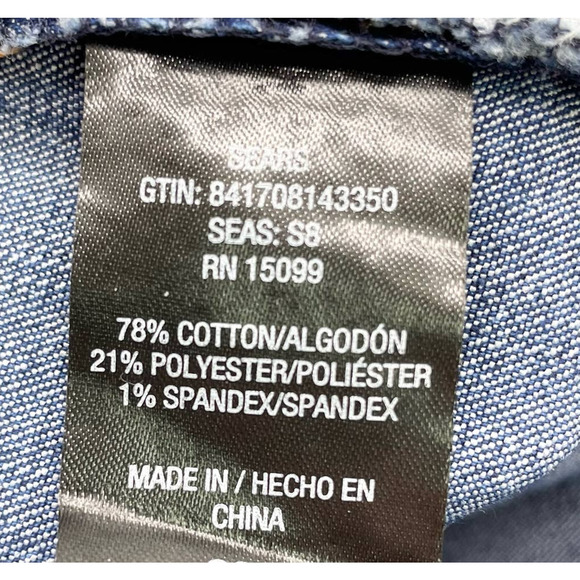 SEARS
GTIN: 841708143350
SEAS: S8
RN 15099
78% COTTON/ALGODÓN
21% POLYESTER/POLIÉSTER
1% SPANDEX/SPANDEX
MADE IN / HECHO EN
CHINA